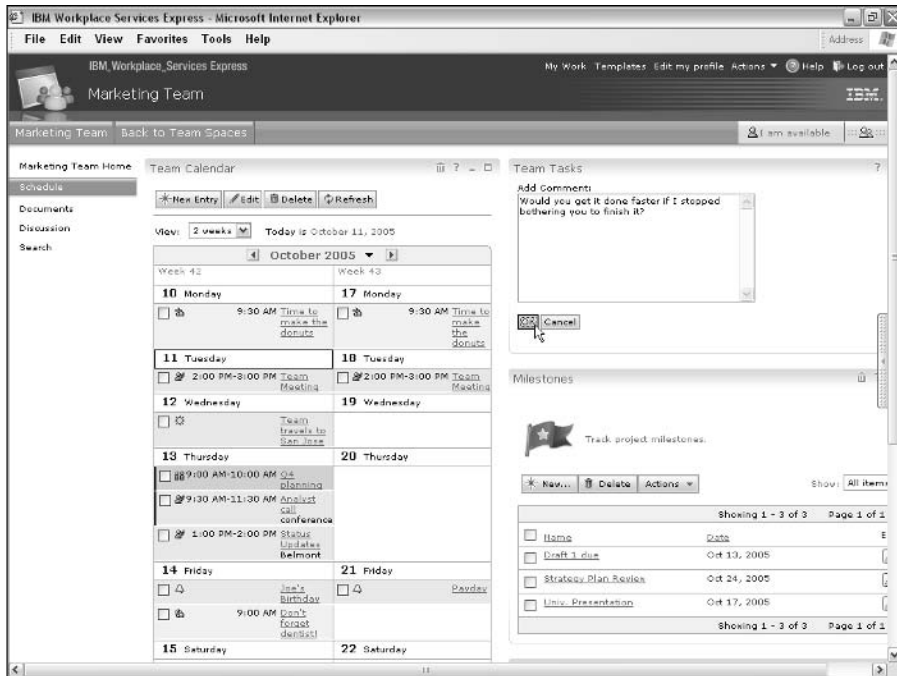 IBM Workplace Services Express - Microsoft Internet Explorer
File Edit View Favorites Tools Help
Address
IBM_Workplace_Services Express
My Work Templates Edit my profile Actions Help Log out
Marketing Team
IBM.
Marketing Team Back to Team Spaces
I am available
Marketing Team Home
Schedule
Documents
Discussion
Search
Team Calendar
New Entry Edit Delete Refresh
View: 2 weeks Today is October 11, 2005
October 2005
Week 42 Week 43
10 Monday 17 Monday
9:30 AM Time to make the donuts
9:30 AM Time to make the donuts
11 Tuesday 18 Tuesday
2:00 PM-3:00 PM Team Meeting
2:00 PM-3:00 PM Team Meeting
12 Wednesday 19 Wednesday
Team travels to San Jose
13 Thursday 20 Thursday
9:00 AM-10:00 AM Q4 planning
9:30 AM-11:30 AM Analyst call conference
1:00 PM-2:00 PM Status Updates Belmont
14 Friday 21 Friday
Joe's Birthday
Payday
9:00 AM Don't forget dentist!
15 Saturday 22 Saturday
Team Tasks
?
Add Comment:
Would you get it done faster if I stopped
bothering you to finish it?
OK Cancel
Milestones
Track project milestones.
New... Delete Actions
Show: All items
Showing 1 - 3 of 3 Page 1 of 1
Name Date
Draft 1 due Oct 13, 2005
Strategy Plan Review Oct 24, 2005
Univ. Presentation Oct 17, 2005
Showing 1 - 3 of 3 Page 1 of 1